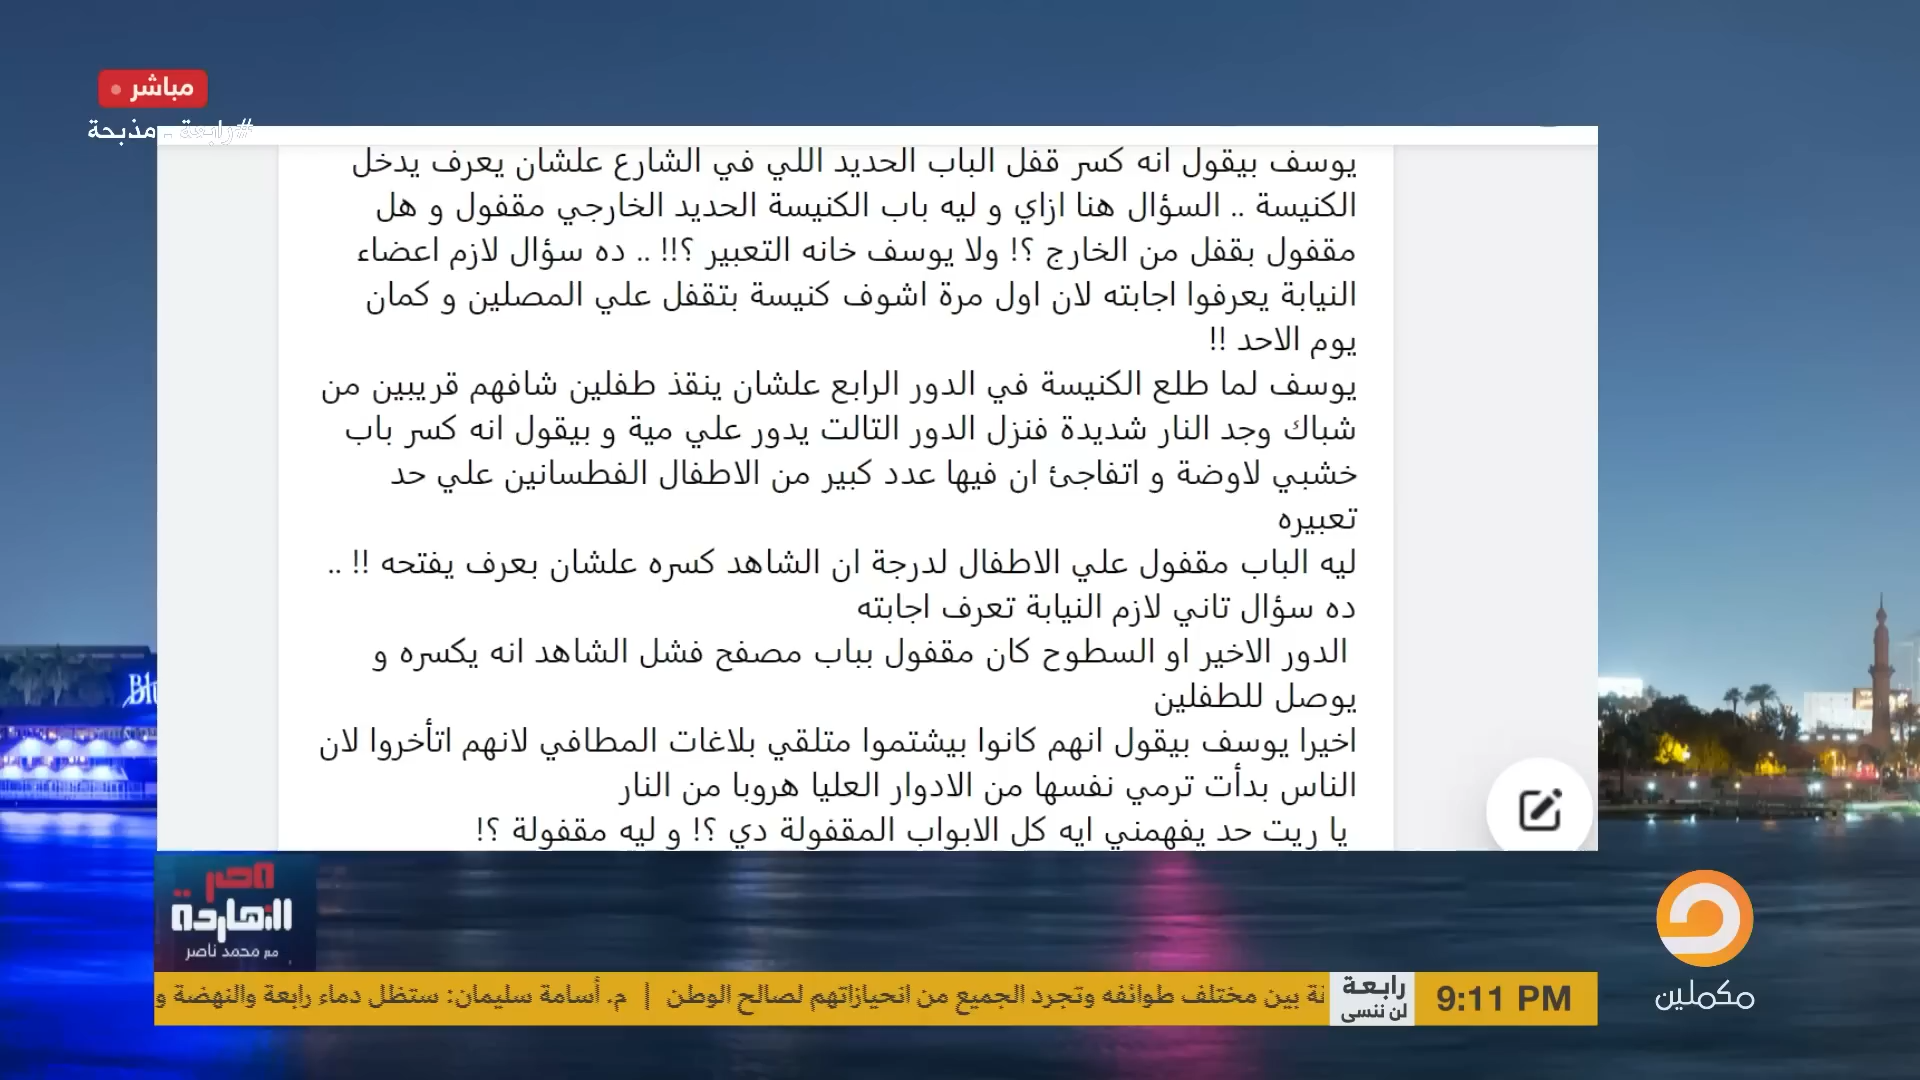 مباشر
#رابعة_مذبحة
يوسف بيقول انه كسر قفل الباب الحديد اللي في الشارع علشان يعرف يدخل
الكنيسة .. السؤال هنا ازاي و ليه باب الكنيسة الحديد الخارجي مقفول و هل
مقفول بقفل من الخارج ؟! ولا يوسف خانه التعبير ؟!! .. ده سؤال لازم اعضاء
النيابة يعرفوا اجابته لان اول مرة اشوف كنيسة بتقفل علي المصلين و كمان
يوم الاحد !!
يوسف لما طلع الكنيسة في الدور الرابع علشان ينقذ طفلين شافهم قريبين من
شباك وجد النار شديدة فنزل الدور التالت يدور علي مية و بيقول انه كسر باب
خشبي لاوضة و اتفاجئ ان فيها عدد كبير من الاطفال الفطسانين علي حد
تعبيره
ليه الباب مقفول علي الاطفال لدرجة ان الشاهد كسره علشان بعرف يفتحه !! ..
ده سؤال تاني لازم النيابة تعرف اجابته
الدور الاخير او السطوح كان مقفول بباب مصفح فشل الشاهد انه يكسره و
يوصل للطفلين
اخيرا يوسف بيقول انهم كانوا بيشتموا متلقي بلاغات المطافي لانهم اتأخروا لان
الناس بدأت ترمي نفسها من الادوار العليا هروبا من النار
يا ريت حد يفهمني ايه كل الابواب المقفولة دي ؟! و ليه مقفولة ؟!
مصر
النهاردة
مع محمد ناصر
مكملين
9:11 PM
رابعة
لن ننسى
نة بين مختلف طوائفه وتجرد الجميع من انحيازاتهم لصالح الوطن | م. أسامة سليمان: ستظل دماء رابعة والنهضة و